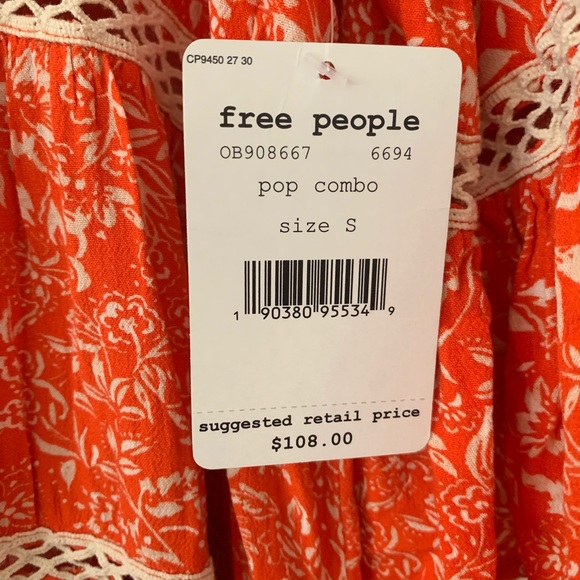 CP9450 27 30
free people
OB908667 6694
pop combo
size S
1 90380 95534 9
suggested retail price
$108.00